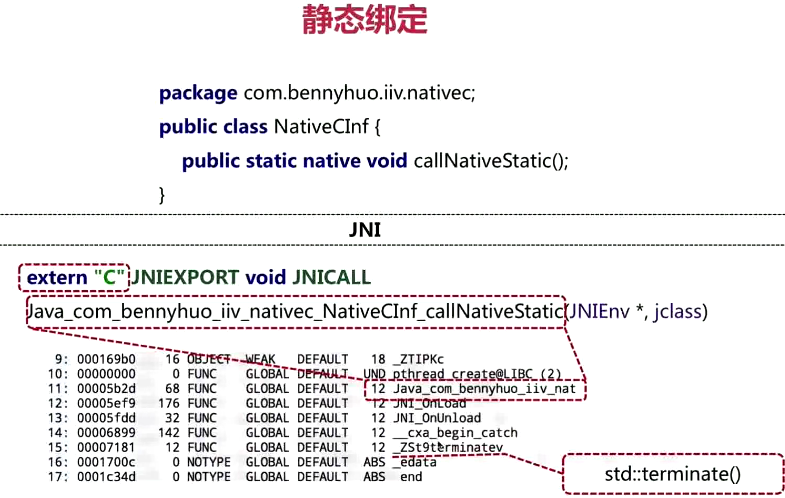 静态绑定
package com.bennyhuo.iiv.nativec;
public class NativeCInf {
public static native void callNativeStatic();
}
JNI
extern "C" JNIEXPORT void JNICALL
Java_com_bennyhuo_iiv_nativec_NativeCInf_callNativeStatic(JNIEnv *, jclass)
9: 000169b0 16 OBJECT WEAK DEFAULT 18 _ZTIPKc
10: 00000000 0 FUNC GLOBAL DEFAULT UND pthread_create@LIBC (2)
11: 00005b2d 68 FUNC GLOBAL DEFAULT 12 Java_com_bennyhuo_iiv_nat
12: 00005ef9 176 FUNC GLOBAL DEFAULT 12 JNI_OnLoad
13: 00005fdd 32 FUNC GLOBAL DEFAULT 12 JNI_OnUnload
14: 00006899 142 FUNC GLOBAL DEFAULT 12 __cxa_begin_catch
15: 00007181 12 FUNC GLOBAL DEFAULT 12 _ZSt9terminatev
16: 0001700c 0 NOTYPE GLOBAL DEFAULT ABS _edata
17: 0001c34d 0 NOTYPE GLOBAL DEFAULT ABS _end
std::terminate()